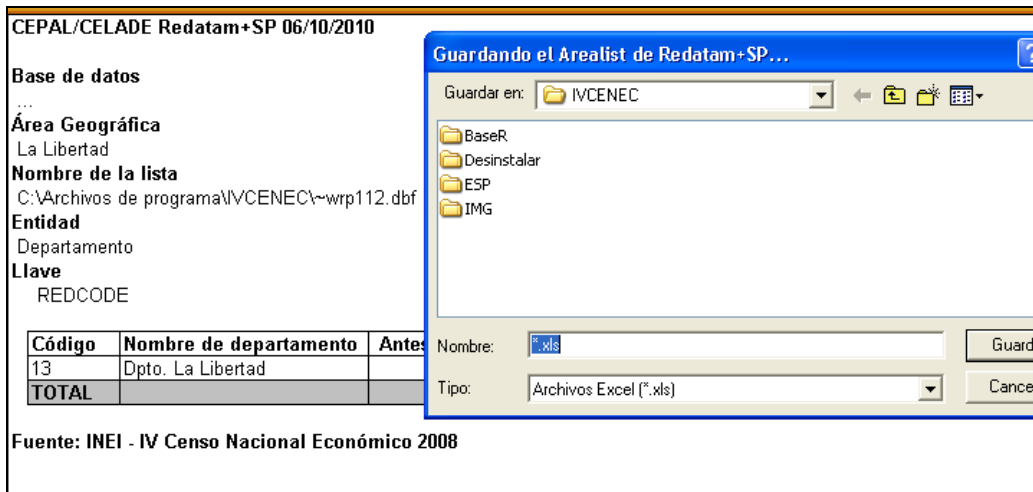 CEPAL/CELADE Redatam+SP 06/10/2010
Base de datos
...
Área Geográfica
La Libertad
Nombre de la lista
C:\Archivos de programa\IVCENEC\~wrp112.dbf
Entidad
Departamento
Llave
REDCODE
Código Nombre de departamento Antes
13 Dpto. La Libertad
TOTAL
Fuente: INEI - IV Censo Nacional Económico 2008
Guardando el Arealist de Redatam+SP...
?
Guardar en: IVCENEC
BaseR
Desinstalar
ESP
IMG
Nombre: *.xls Guard
Tipo: Archivos Excel (*.xls) Cance